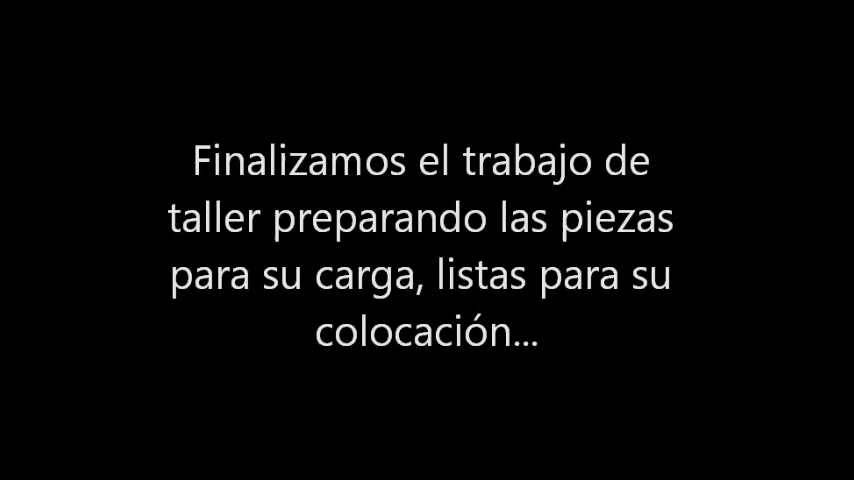 Finalizamos el trabajo de
taller preparando las piezas
para su carga, listas para su
colocación...